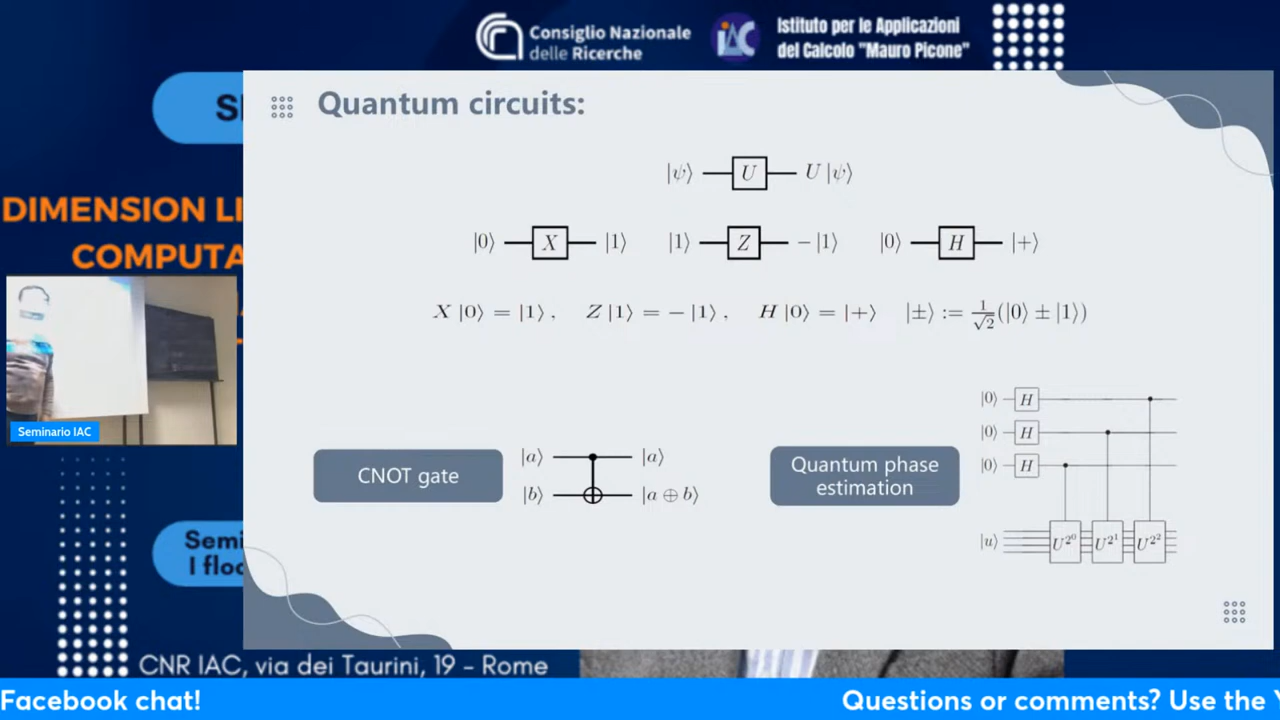 Consiglio Nazionale
delle Ricerche
iAC
Istituto per le Applicazioni
del Calcolo "Mauro Picone"
DIMENSION LI
COMPUTA
Seminario IAC
Semi
I floo
Quantum circuits:
|ψ⟩ U U |ψ⟩
|0⟩ X |1⟩ |1⟩ Z − |1⟩ |0⟩ H |+⟩
X |0⟩ = |1⟩ , Z |1⟩ = − |1⟩ , H |0⟩ = |+⟩ |±⟩ := 1/√2 (|0⟩ ± |1⟩)
CNOT gate
|a⟩ |a⟩
|b⟩ |a ⊕ b⟩
Quantum phase
estimation
|0⟩ H
|0⟩ H
|0⟩ H
|u⟩ U^{2^0} U^{2^1} U^{2^2}
CNR IAC, via dei Taurini, 19 - Rome
Facebook chat! Questions or comments? Use the